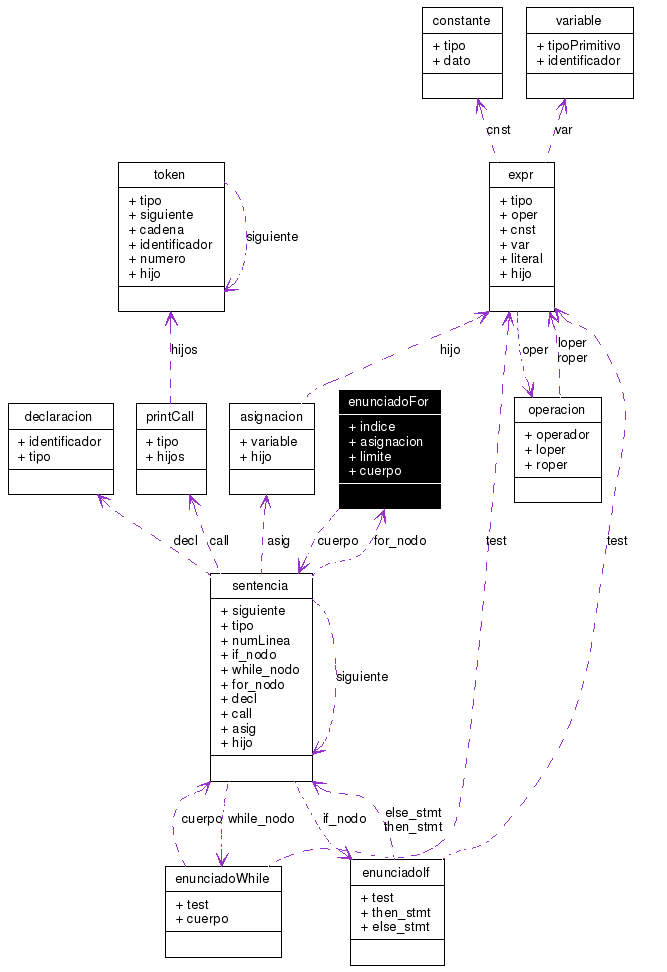 constante
+ tipo
+ dato
variable
+ tipoPrimitivo
+ identificador
cnst
var
token
+ tipo
+ siguiente
+ cadena
+ identificador
+ numero
+ hijo
siguiente
expr
+ tipo
+ oper
+ cnst
+ var
+ literal
+ hijo
hijos
hijo
oper
loper
roper
declaracion
+ identificador
+ tipo
printCall
+ tipo
+ hijos
asignacion
+ variable
+ hijo
enunciadoFor
+ indice
+ asignacion
+ limite
+ cuerpo
operacion
+ operador
+ loper
+ roper
decl
call
asig
cuerpo
for_nodo
test
test
sentencia
+ siguiente
+ tipo
+ numLinea
+ if_nodo
+ while_nodo
+ for_nodo
+ decl
+ call
+ asig
+ hijo
siguiente
cuerpo
while_nodo
if_nodo
else_stmt
then_stmt
enunciadoWhile
+ test
+ cuerpo
enunciadoIf
+ test
+ then_stmt
+ else_stmt